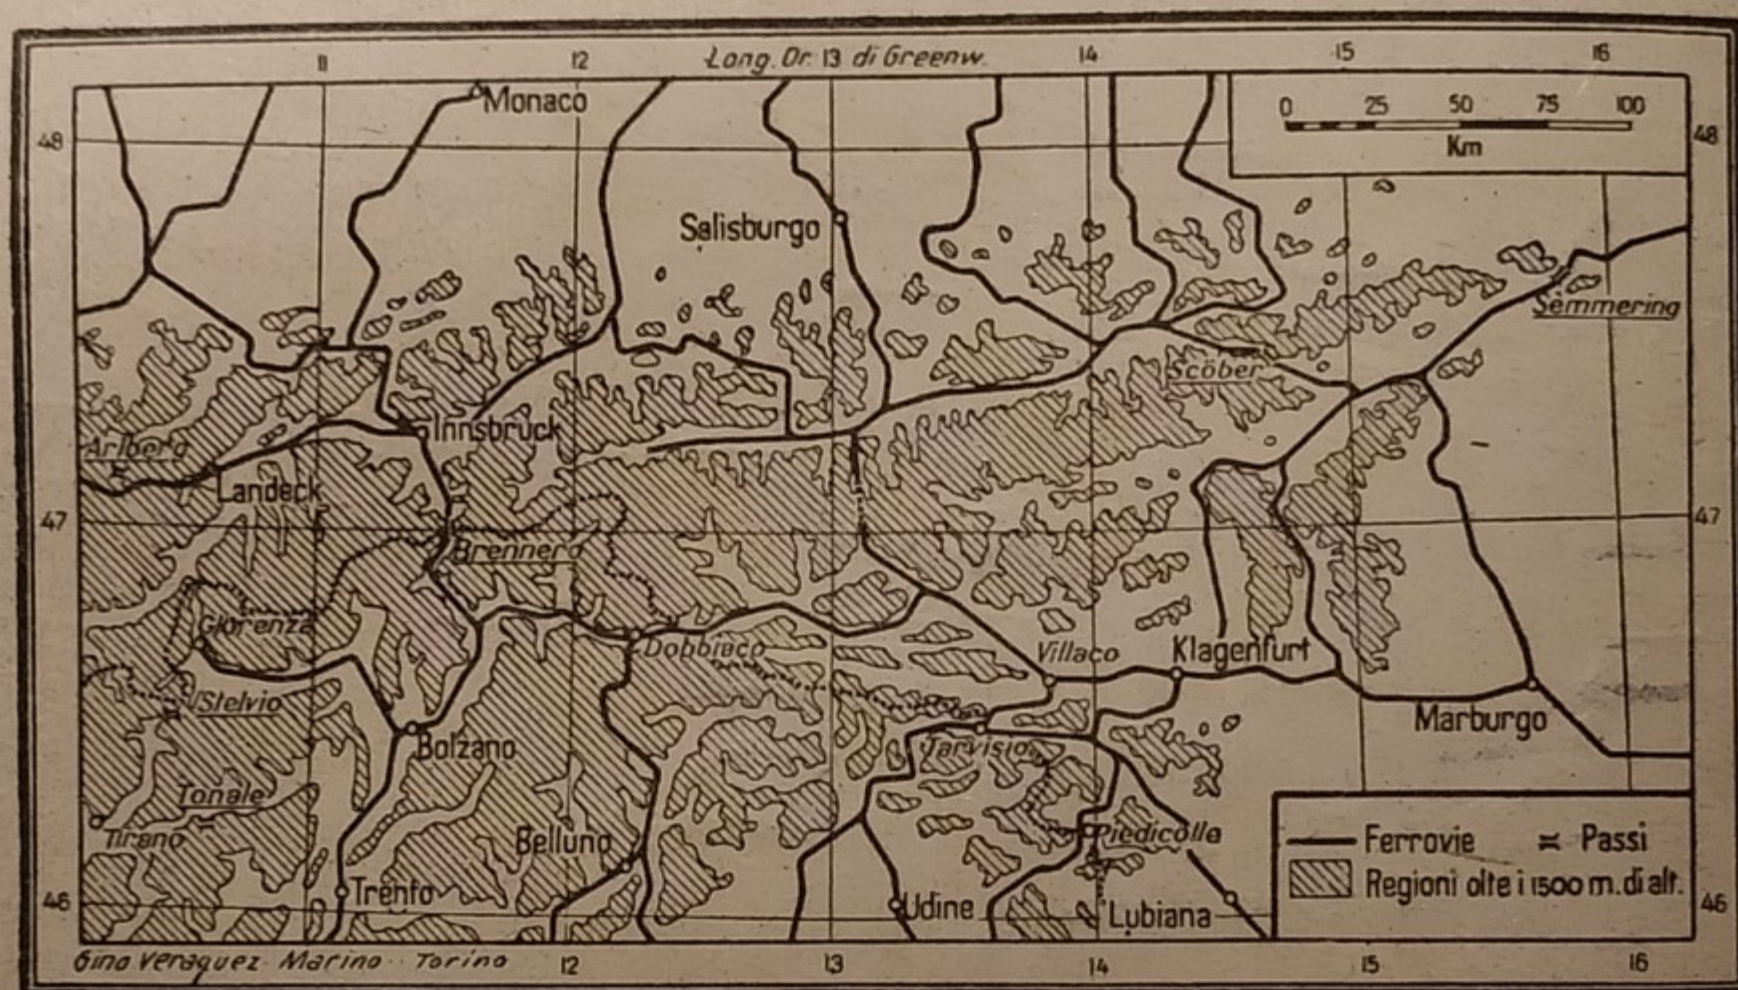 11 12 Long. Or. 13 di Greenw. 14 15 16
Monaco
0 25 50 75 100
Km
48 48
Salisburgo
Semmering
Scöber
Innsbruck
Arlberg
Landeck
47 47
Brennero
Glorenza
Dobbiaco
Villaco
Klagenfurt
Stelvio
Marburgo
Bolzano
Tarvisio
Tonale
Tirano
Belluno
Piedicolle
Ferrovie Passi
Regioni olte i 1500 m. di alt.
Trento
Udine
Lubiana
46 46
Gino Veraguez - Marino - Torino 12 13 14 15 16